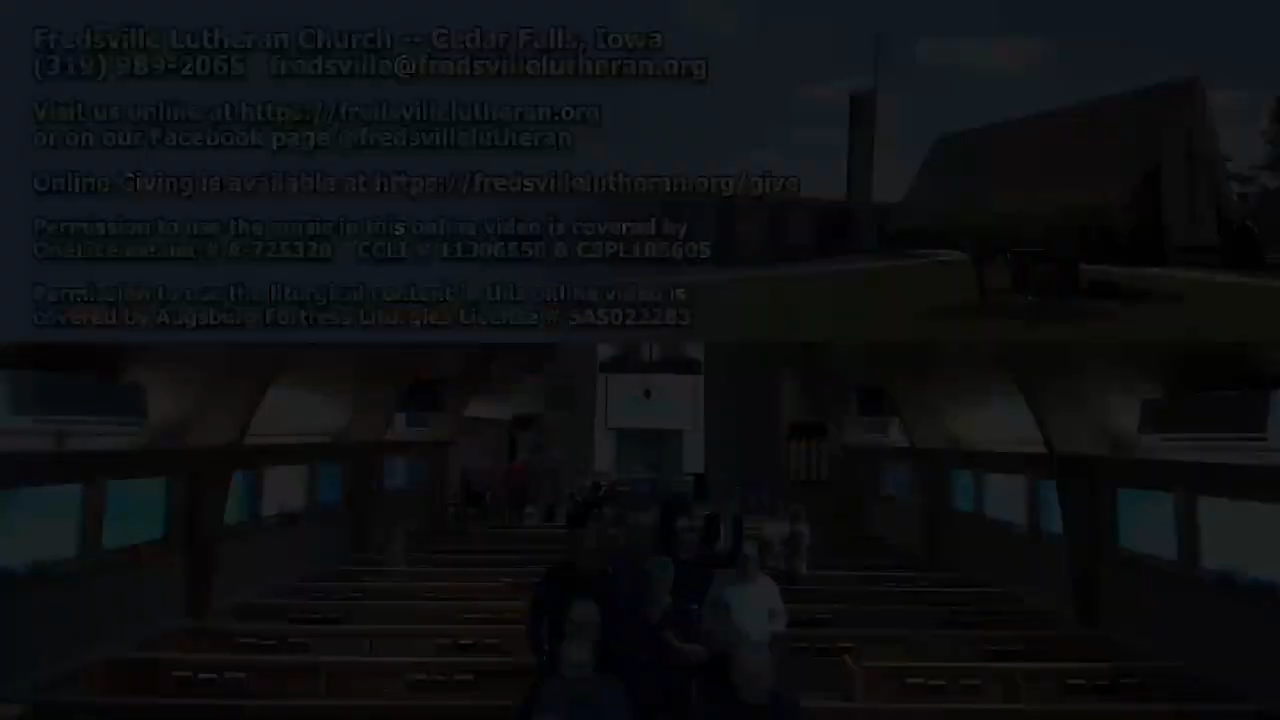 Fredsville Lutheran Church -- Cedar Falls, Iowa
(319) 989-2065 fredsville@fredsvillelutheran.org
Visit us online at https://fredsvillelutheran.org
or on our Facebook page @fredsvillelutheran
Online Giving is available at https://fredsvillelutheran.org/give
Permission to use the music in this online video is covered by
OneLicense.net # CCLI #
Permission to use the liturgical content in this online video is
covered by Augsburg Fortress Liturgies License #